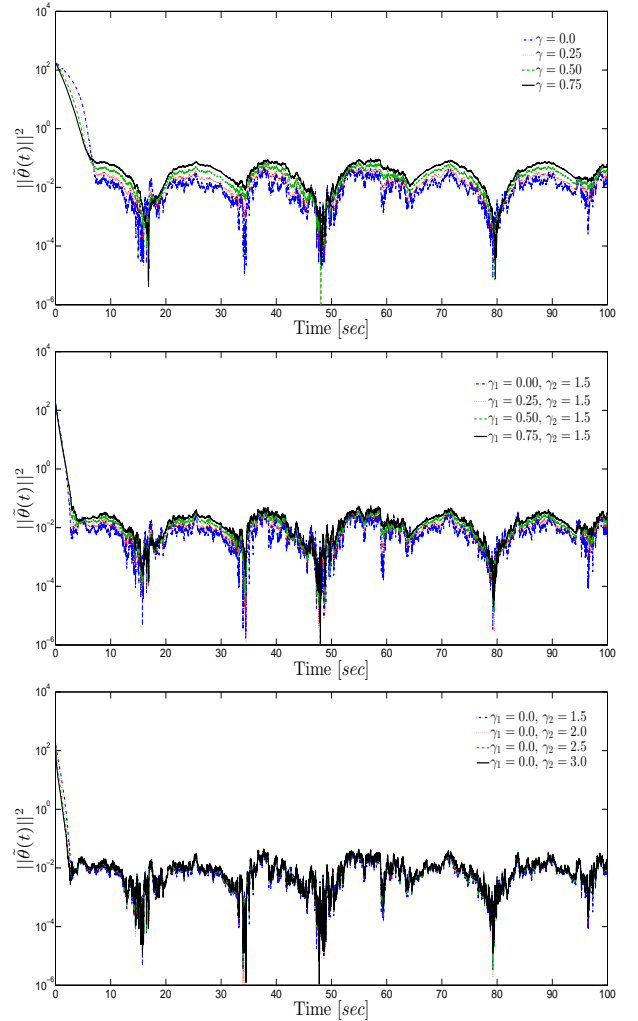 10^4
10^2
10^0
10^-2
10^-4
10^-6
||θ̃(t)||^2
γ = 0.0
γ = 0.25
γ = 0.50
γ = 0.75
0 10 20 30 40 50 60 70 80 90 100
Time [sec]
10^4
10^2
10^0
10^-2
10^-4
10^-6
||θ̃(t)||^2
γ₁ = 0.00, γ₂ = 1.5
γ₁ = 0.25, γ₂ = 1.5
γ₁ = 0.50, γ₂ = 1.5
γ₁ = 0.75, γ₂ = 1.5
0 10 20 30 40 50 60 70 80 90 100
Time [sec]
10^4
10^2
10^0
10^-2
10^-4
10^-6
||θ̃(t)||^2
γ₁ = 0.0, γ₂ = 1.5
γ₁ = 0.0, γ₂ = 2.0
γ₁ = 0.0, γ₂ = 2.5
γ₁ = 0.0, γ₂ = 3.0
0 10 20 30 40 50 60 70 80 90 100
Time [sec]